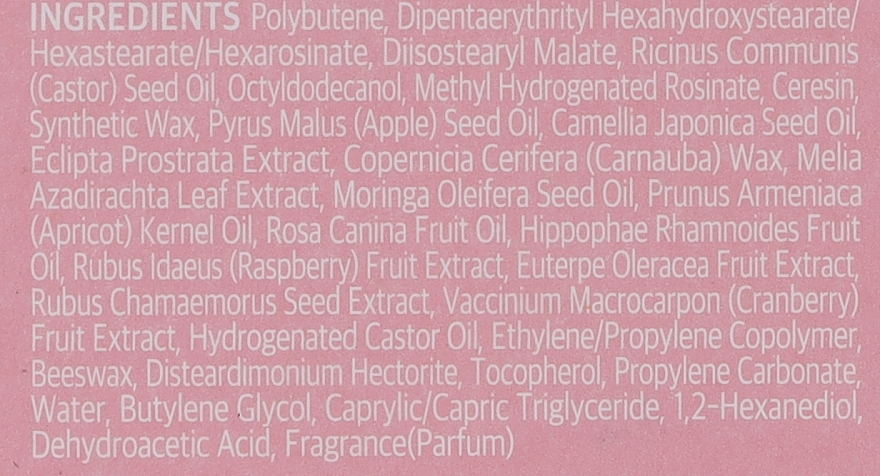 INGREDIENTS Polybutene, Dipentaerythrityl Hexahydroxystearate/
Hexastearate/Hexarosinate, Diisostearyl Malate, Ricinus Communis
(Castor) Seed Oil, Octyldodecanol, Methyl Hydrogenated Rosinate, Ceresin,
Synthetic Wax, Pyrus Malus (Apple) Seed Oil, Camellia Japonica Seed Oil,
Eclipta Prostrata Extract, Copernicia Cerifera (Carnauba) Wax, Melia
Azadirachta Leaf Extract, Moringa Oleifera Seed Oil, Prunus Armeniaca
(Apricot) Kernel Oil, Rosa Canina Fruit Oil, Hippophae Rhamnoides Fruit
Oil, Rubus Idaeus (Raspberry) Fruit Extract, Euterpe Oleracea Fruit Extract,
Rubus Chamaemorus Seed Extract, Vaccinium Macrocarpon (Cranberry)
Fruit Extract, Hydrogenated Castor Oil, Ethylene/Propylene Copolymer,
Beeswax, Disteardimonium Hectorite, Tocopherol, Propylene Carbonate,
Water, Butylene Glycol, Caprylic/Capric Triglyceride, 1,2-Hexanediol,
Dehydroacetic Acid, Fragrance(Parfum)